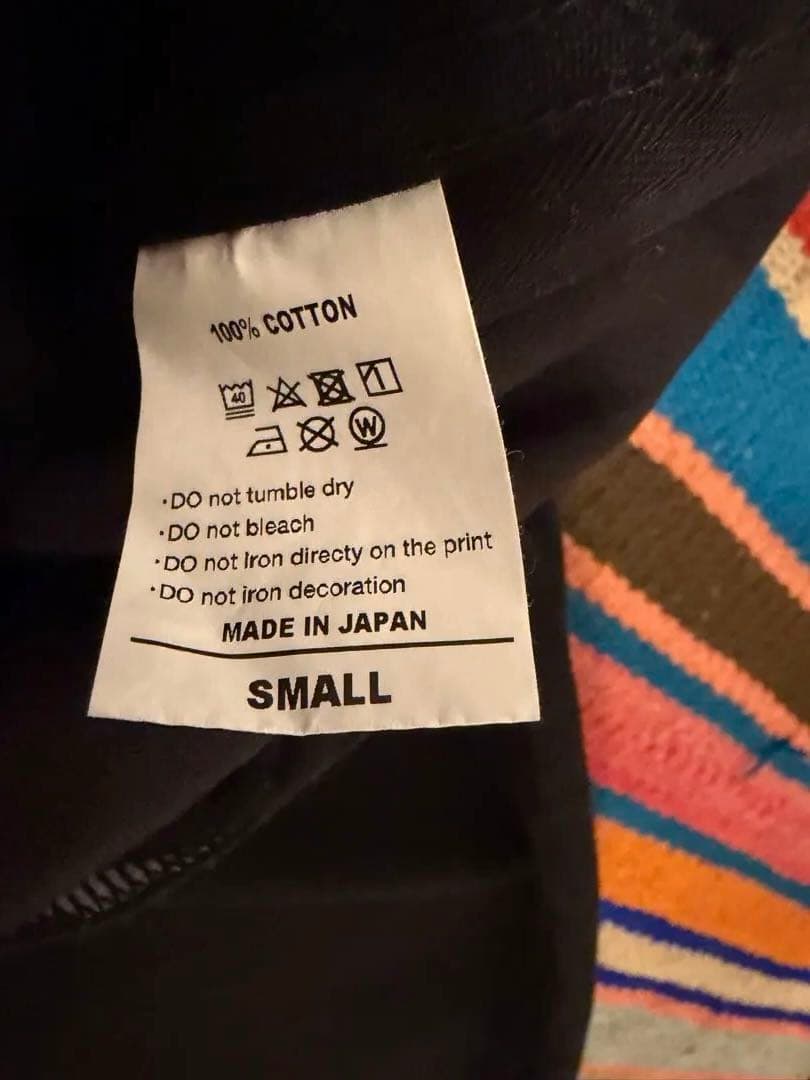 100% COTTON
40
W
·DO not tumble dry
·DO not bleach
·DO not Iron directy on the print
·DO not iron decoration
MADE IN JAPAN
SMALL